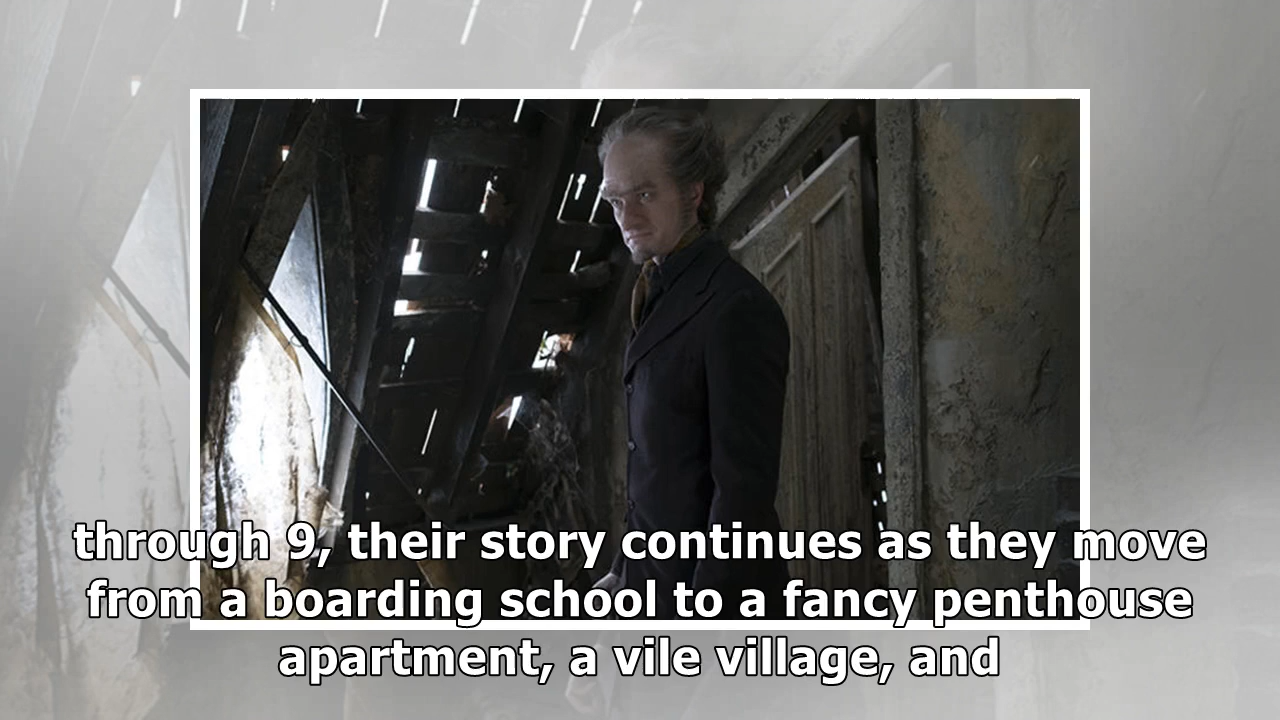 through 9, their story continues as they move
from a boarding school to a fancy penthouse
apartment, a vile village, and